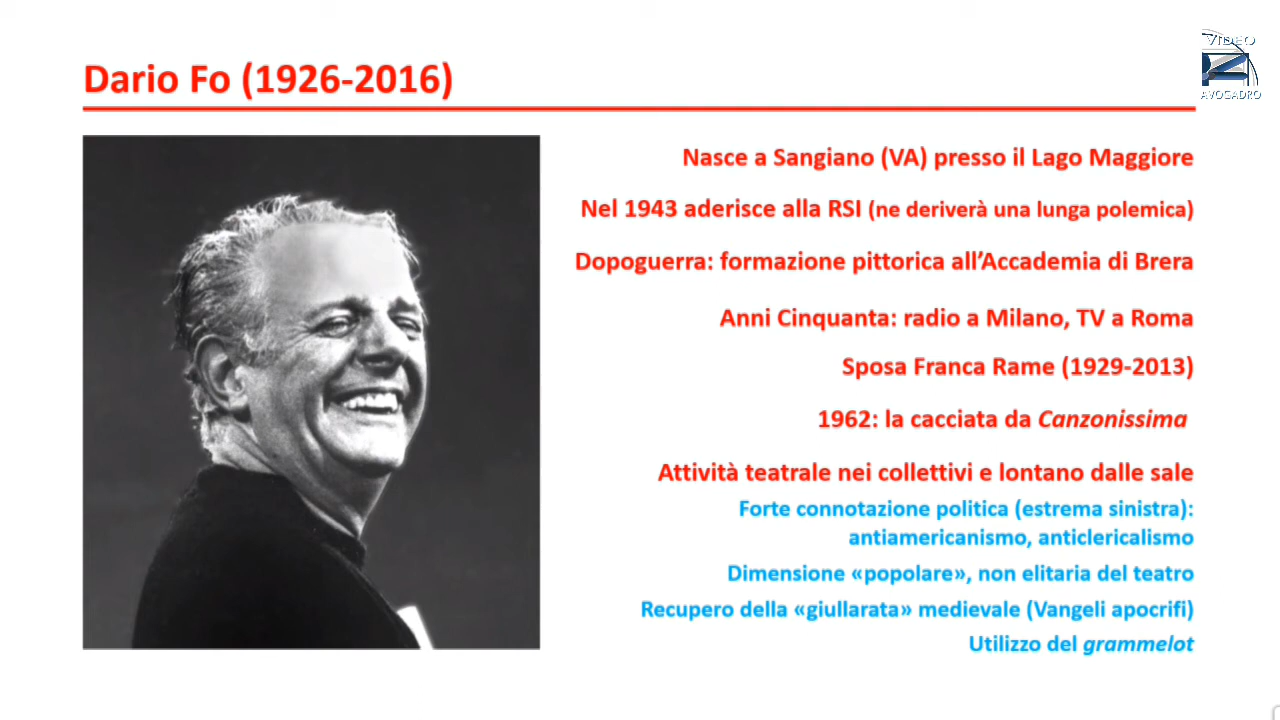 VIDEO
AVOGADRO
Dario Fo (1926-2016)
Nasce a Sangiano (VA) presso il Lago Maggiore
Nel 1943 aderisce alla RSI (ne deriverà una lunga polemica)
Dopoguerra: formazione pittorica all’Accademia di Brera
Anni Cinquanta: radio a Milano, TV a Roma
Sposa Franca Rame (1929-2013)
1962: la cacciata da Canzonissima
Attività teatrale nei collettivi e lontano dalle sale
Forte connotazione politica (estrema sinistra):
antiamericanismo, anticlericalismo
Dimensione «popolare», non elitaria del teatro
Recupero della «giullarata» medievale (Vangeli apocrifi)
Utilizzo del grammelot